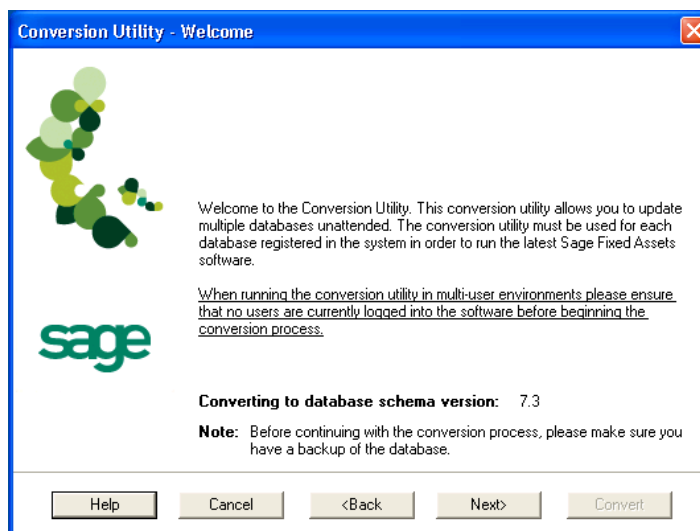 Conversion Utility - Welcome
Welcome to the Conversion Utility. This conversion utility allows you to update
multiple databases unattended. The conversion utility must be used for each
database registered in the system in order to run the latest Sage Fixed Assets
software.
When running the conversion utility in multi-user environments please ensure
that no users are currently logged into the software before beginning the
conversion process.
sage
Converting to database schema version: 7.3
Note: Before continuing with the conversion process, please make sure you
have a backup of the database.
Help Cancel <Back Next> Convert